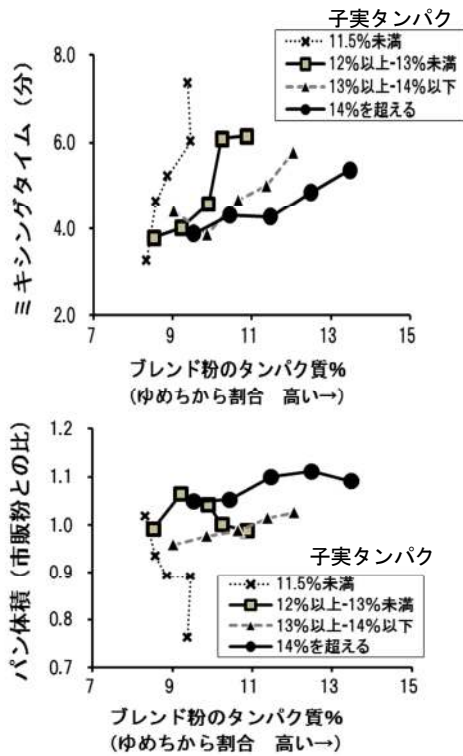 子実タンパク
11.5%未満
12%以上-13%未満
13%以上-14%以下
14%を超える
ミキシングタイム（分）
8.0
6.0
4.0
2.0
7 9 11 13 15
ブレンド粉のタンパク質%
(ゆめちから割合　高い→)
パン体積（市販粉との比）
1.2
1.1
1.0
0.9
0.8
0.7
子実タンパク
11.5%未満
12%以上-13%未満
13%以上-14%以下
14%を超える
7 9 11 13 15
ブレンド粉のタンパク質%
(ゆめちから割合　高い→)